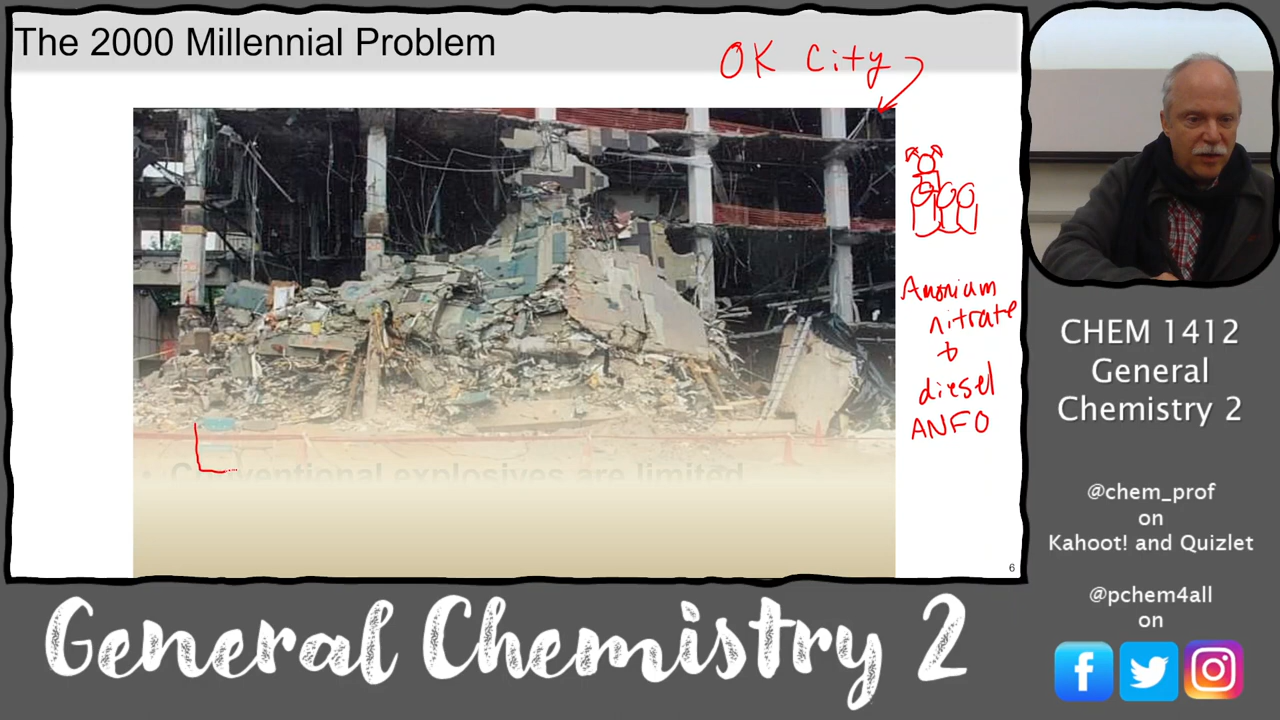 The 2000 Millennial Problem
OK City
Amonium
nitrate
+
diesel
ANFO
• Conventional explosives are limited
6
CHEM 1412
General
Chemistry 2
@chem_prof
on
Kahoot! and Quizlet
@pchem4all
on
General Chemistry 2